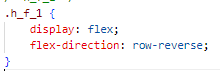 .h_f_1 {
    display: flex;
    flex-direction: row-reverse;
}